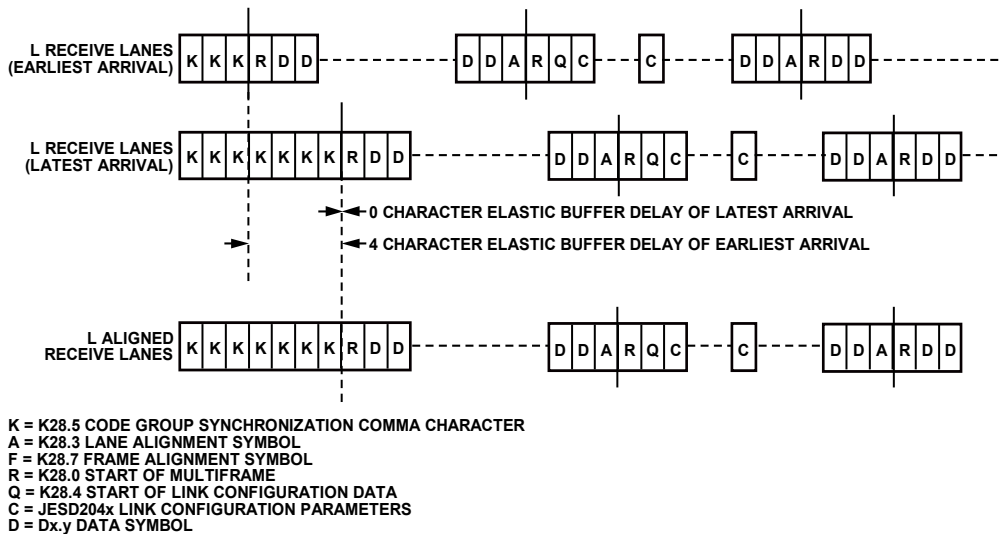 L RECEIVE LANES
(EARLIEST ARRIVAL)
K K K R D D
D D A R Q C
C
D D A R D D
L RECEIVE LANES
(LATEST ARRIVAL)
K K K K K K K R D D
D D A R Q C
C
D D A R D D
0 CHARACTER ELASTIC BUFFER DELAY OF LATEST ARRIVAL
4 CHARACTER ELASTIC BUFFER DELAY OF EARLIEST ARRIVAL
L ALIGNED
RECEIVE LANES
K K K K K K K R D D
D D A R Q C
C
D D A R D D
K = K28.5 CODE GROUP SYNCHRONIZATION COMMA CHARACTER
A = K28.3 LANE ALIGNMENT SYMBOL
F = K28.7 FRAME ALIGNMENT SYMBOL
R = K28.0 START OF MULTIFRAME
Q = K28.4 START OF LINK CONFIGURATION DATA
C = JESD204x LINK CONFIGURATION PARAMETERS
D = Dx.y DATA SYMBOL